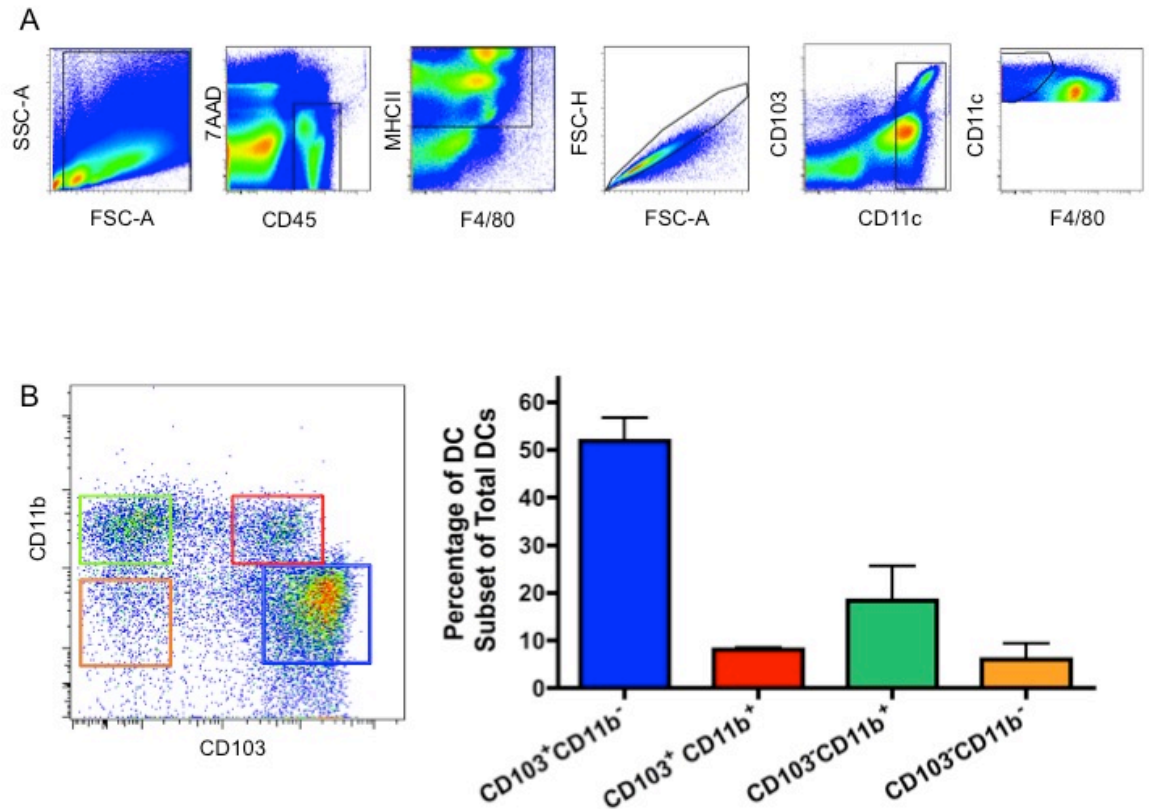 A
SSC-A
FSC-A
7AAD
CD45
MHCII
F4/80
FSC-H
FSC-A
CD103
CD11c
CD11c
F4/80
B
CD11b
CD103
Percentage of DC
Subset of Total DCs
60
50
40
30
20
10
0
CD103⁺CD11b⁻
CD103⁺ CD11b⁺
CD103⁻CD11b⁺
CD103⁻CD11b⁻